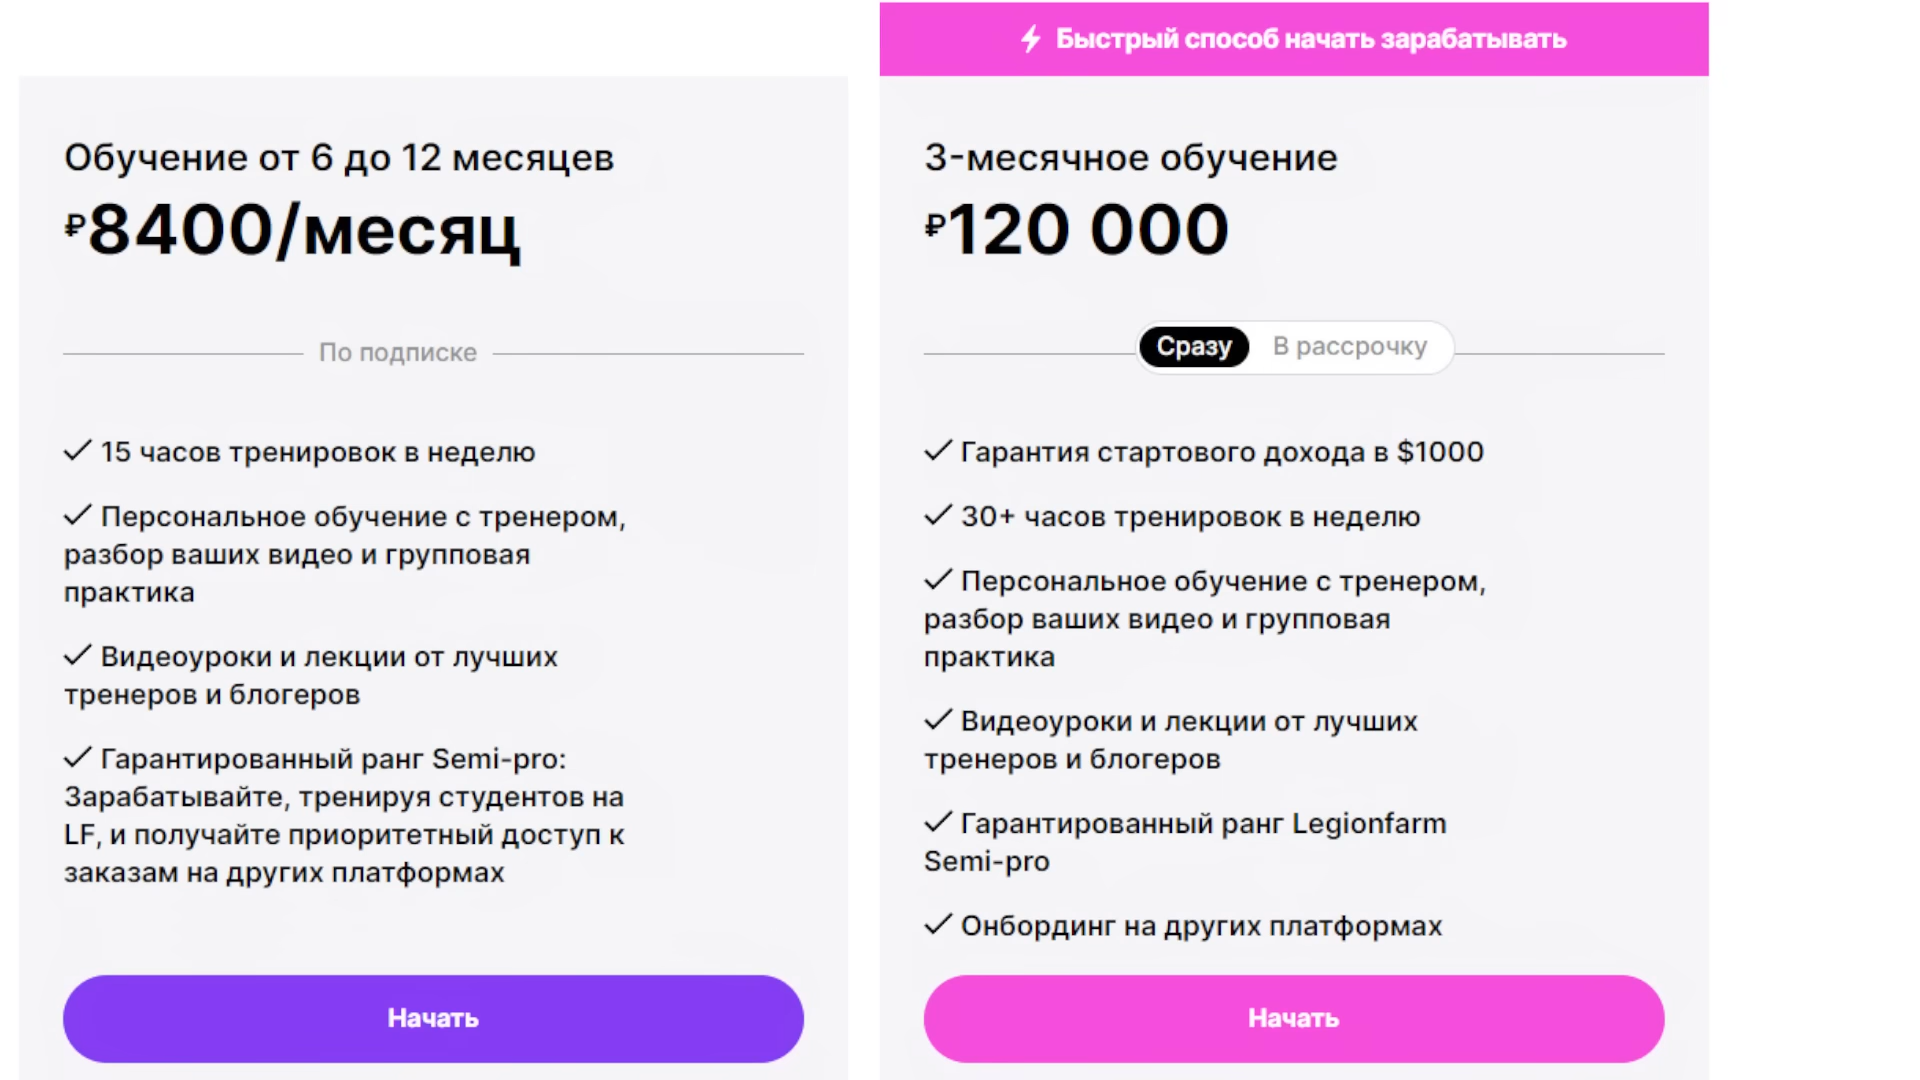 Обучение от 6 до 12 месяцев
₽8400/месяц
По подписке
15 часов тренировок в неделю
Персональное обучение с тренером,
разбор ваших видео и групповая
практика
Видеоуроки и лекции от лучших
тренеров и блогеров
Гарантированный ранг Semi-pro:
Зарабатывайте, тренируя студентов на
LF, и получайте приоритетный доступ к
заказам на других платформах
Начать
Быстрый способ начать зарабатывать
3-месячное обучение
₽120 000
Сразу В рассрочку
Гарантия стартового дохода в $1000
30+ часов тренировок в неделю
Персональное обучение с тренером,
разбор ваших видео и групповая
практика
Видеоуроки и лекции от лучших
тренеров и блогеров
Гарантированный ранг Legionfarm
Semi-pro
Онбординг на других платформах
Начать